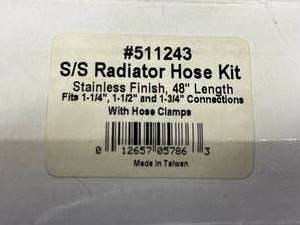 #511243
S/S Radiator Hose Kit
Stainless Finish, 48" Length
Fits 1-1/4", 1-1/2" and 1-3/4" Connections
With Hose Clamps
0 12657 05786 3
Made In Taiwan